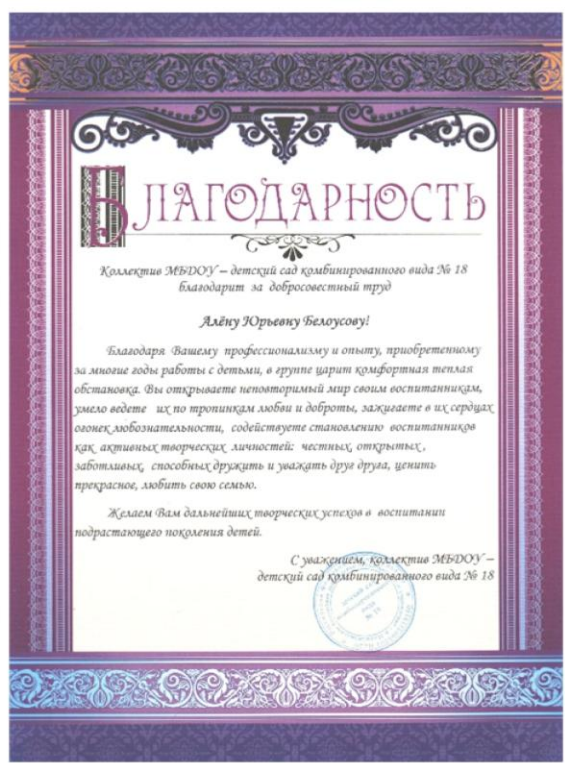 БЛАГОДАРНОСТЬ
Коллектив МБДОУ – детский сад комбинированного вида № 18
благодарит за добросовестный труд
Алёну Юрьевну Белоусову!
Благодаря Вашему профессионализму и опыту, приобретенному
за многие годы работы с детьми, в группе царит комфортная теплая
обстановка. Вы открываете неповторимый мир своим воспитанникам,
умело ведете их по тропинкам любви и доброты, зажигаете в их сердцах
огонек любознательности, содействуете становлению воспитанников
как активных творческих личностей: честных, открытых ,
заботливых, способных дружить и уважать друг друга, ценить
прекрасное, любить свою семью.
Желаем Вам дальнейших творческих успехов в воспитании
подрастающего поколения детей.
С уважением, коллектив МБДОУ –
детский сад комбинированного вида № 18